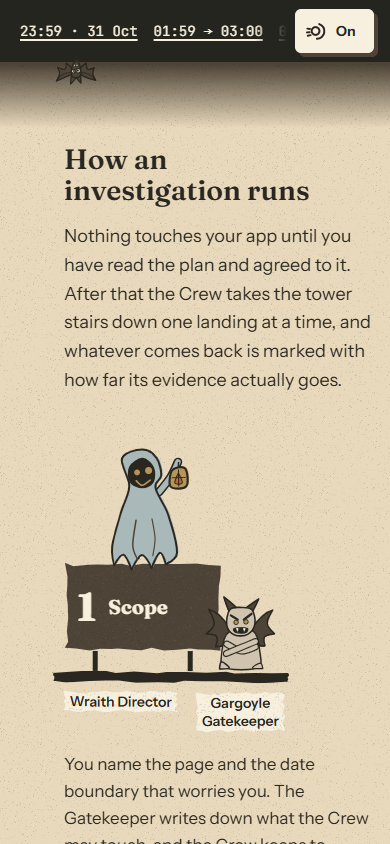 23:59 · 31 Oct 01:59 → 03:00
On
How an
investigation runs
Nothing touches your app until you
have read the plan and agreed to it.
After that the Crew takes the tower
stairs down one landing at a time, and
whatever comes back is marked with
how far its evidence actually goes.
1 Scope
Wraith Director
Gargoyle
Gatekeeper
You name the page and the date
boundary that worries you. The
Gatekeeper writes down what the Crew
may touch, and the Crew keeps to